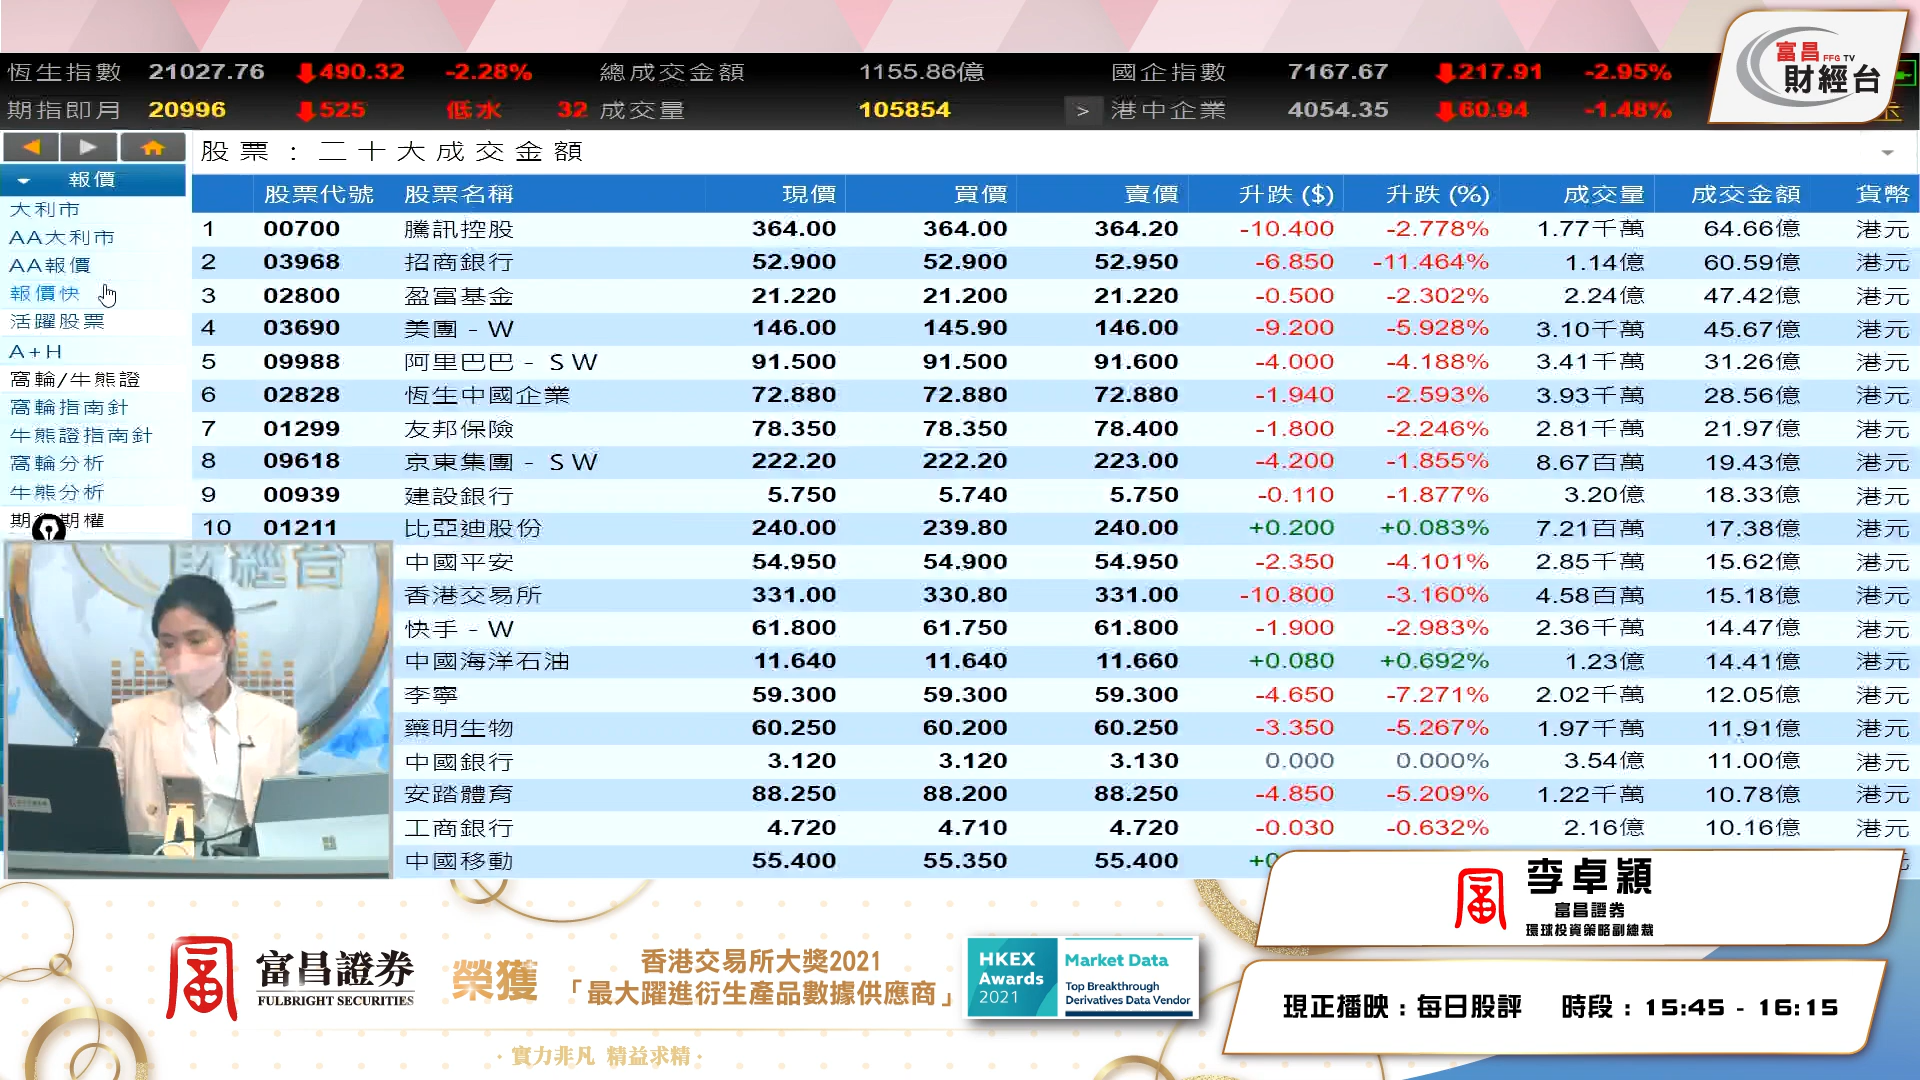 恆生指數 21027.76 490.32 -2.28% 總成交金額 1155.86億 國企指數 7167.67 217.91 -2.95%
期指即月 20996 525 低水 32 成交量 105854 > 港中企業 4054.35 60.94 -1.48%
富昌 FFG TV
財經台
股票:二十大成交金額
報價
大利市
AA大利市
AA報價
報價快
活躍股票
A+H
窩輪/牛熊證
窩輪指南針
牛熊證指南針
窩輪分析
牛熊分析
期 期權
股票代號 股票名稱 現價 買價 賣價 升跌 ($) 升跌 (%) 成交量 成交金額 貨幣
1 00700 騰訊控股 364.00 364.00 364.20 -10.400 -2.778% 1.77千萬 64.66億 港元
2 03968 招商銀行 52.900 52.900 52.950 -6.850 -11.464% 1.14億 60.59億 港元
3 02800 盈富基金 21.220 21.200 21.220 -0.500 -2.302% 2.24億 47.42億 港元
4 03690 美團 - W 146.00 145.90 146.00 -9.200 -5.928% 3.10千萬 45.67億 港元
5 09988 阿里巴巴 - SW 91.500 91.500 91.600 -4.000 -4.188% 3.41千萬 31.26億 港元
6 02828 恆生中國企業 72.880 72.880 72.880 -1.940 -2.593% 3.93千萬 28.56億 港元
7 01299 友邦保險 78.350 78.350 78.400 -1.800 -2.246% 2.81千萬 21.97億 港元
8 09618 京東集團 - SW 222.20 222.20 223.00 -4.200 -1.855% 8.67百萬 19.43億 港元
9 00939 建設銀行 5.750 5.740 5.750 -0.110 -1.877% 3.20億 18.33億 港元
10 01211 比亞迪股份 240.00 239.80 240.00 +0.200 +0.083% 7.21百萬 17.38億 港元
中國平安 54.950 54.900 54.950 -2.350 -4.101% 2.85千萬 15.62億 港元
香港交易所 331.00 330.80 331.00 -10.800 -3.160% 4.58百萬 15.18億 港元
快手 - W 61.800 61.750 61.800 -1.900 -2.983% 2.36千萬 14.47億 港元
中國海洋石油 11.640 11.640 11.660 +0.080 +0.692% 1.23億 14.41億 港元
李寧 59.300 59.300 59.300 -4.650 -7.271% 2.02千萬 12.05億 港元
藥明生物 60.250 60.200 60.250 -3.350 -5.267% 1.97千萬 11.91億 港元
中國銀行 3.120 3.120 3.130 0.000 0.000% 3.54億 11.00億 港元
安踏體育 88.250 88.200 88.250 -4.850 -5.209% 1.22千萬 10.78億 港元
工商銀行 4.720 4.710 4.720 -0.030 -0.632% 2.16億 10.16億 港元
中國移動 55.400 55.350 55.400 +0
財經台
李卓穎
富昌證券
環球投資策略副總裁
富昌證券
FULBRIGHT SECURITIES
榮獲
香港交易所大獎2021
「最大躍進衍生產品數據供應商」
HKEX
Awards
2021
Market Data
Top Breakthrough
Derivatives Data Vendor
·實力非凡 精益求精·
現正播映:每日股評 時段:15:45 - 16:15